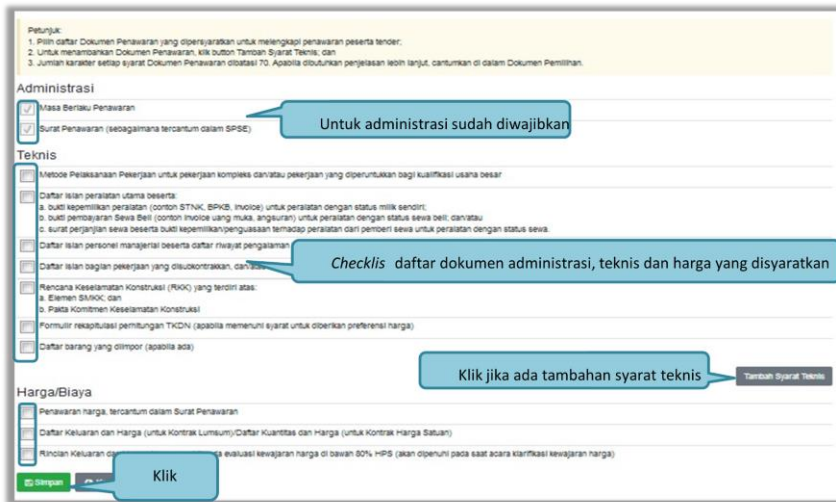 Petunjuk:
1. Pilih daftar Dokumen Penawaran yang dipersyaratkan untuk melengkapi penawaran peserta tender;
2. Untuk menambahkan Dokumen Penawaran, klik button Tambah Syarat Teknis; dan
3. Jumlah karakter setiap syarat Dokumen Penawaran dibatasi 70. Apabila dibutuhkan penjelasan lebih lanjut, cantumkan di dalam Dokumen Pemilihan.
Administrasi
Masa Berlaku Penawaran
Untuk administrasi sudah diwajibkan
Surat Penawaran (sebagaimana tercantum dalam SPSE)
Teknis
Metode Pelaksanaan Pekerjaan untuk pekerjaan kompleks dan/atau pekerjaan yang diperuntukkan bagi kualifikasi usaha besar
Daftar isian peralatan utama beserta:
a. bukti kepemilikan peralatan (contoh STNK, BPKB, invoice) untuk peralatan dengan status milik sendiri;
b. bukti pembayaran Sewa Beli (contoh invoice uang muka, angsuran) untuk peralatan dengan status sewa beli; dan/atau
c. surat perjanjian sewa beserta bukti kepemilikan/penguasaan terhadap peralatan dari pemberi sewa untuk peralatan dengan status sewa.
Daftar isian personel manajerial beserta daftar riwayat pengalaman
Checklis daftar dokumen administrasi, teknis dan harga yang disyaratkan
Daftar isian bagian pekerjaan yang disubkontrakkan, dan/atau
Rencana Keselamatan Konstruksi (RKK) yang terdiri atas:
a. Elemen SMKK; dan
b. Pakta Komitmen Keselamatan Konstruksi
Formulir rekapitulasi perhitungan TKDN (apabila memenuhi syarat untuk diberikan preferensi harga)
Daftar barang yang diimpor (apabila ada)
Klik jika ada tambahan syarat teknis
Tambah Syarat Teknis
Harga/Biaya
Penawaran harga, tercantum dalam Surat Penawaran
Daftar Keluaran dan Harga (untuk Kontrak Lumsum)/Daftar Kuantitas dan Harga (untuk Kontrak Harga Satuan)
Rincian Keluaran evaluasi kewajaran harga di bawah 80% HPS (akan dipenuhi pada saat acara klarifikasi kewajaran harga)
Simpan
Klik